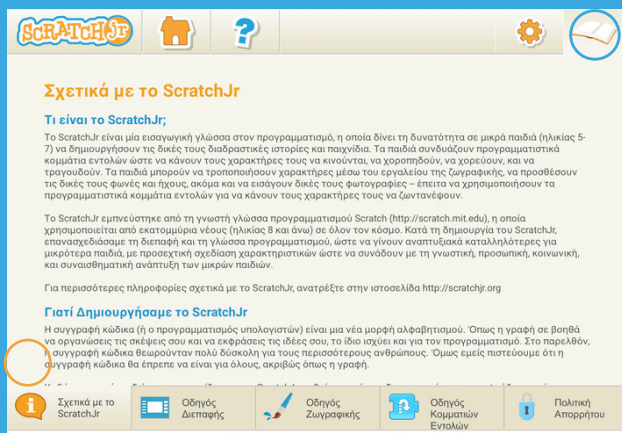 SCRATCHJr
?
Σχετικά με το ScratchJr
Τι είναι το ScratchJr;
Το ScratchJr είναι μία εισαγωγική γλώσσα στον προγραμματισμό, η οποία δίνει τη δυνατότητα σε μικρά παιδιά (ηλικίας 5-
7) να δημιουργήσουν τις δικές τους διαδραστικές ιστορίες και παιχνίδια. Τα παιδιά συνδυάζουν προγραμματιστικά
κομμάτια εντολών ώστε να κάνουν τους χαρακτήρες τους να κινούνται, να χοροπηδούν, να χορεύουν, και να
τραγουδούν. Τα παιδιά μπορούν να τροποποιήσουν χαρακτήρες μέσω του εργαλείου της ζωγραφικής, να προσθέσουν
τις δικές τους φωνές και ήχους, ακόμα και να εισάγουν δικές τους φωτογραφίες – έπειτα να χρησιμοποιήσουν τα
προγραμματιστικά κομμάτια εντολών για να κάνουν τους χαρακτήρες τους να ζωντανέψουν.
Το ScratchJr εμπνεύστηκε από τη γνωστή γλώσσα προγραμματισμού Scratch (http://scratch.mit.edu), η οποία
χρησιμοποιείται από εκατομμύρια νέους (ηλικίας 8 και άνω) σε όλον τον κόσμο. Κατά τη δημιουργία του ScratchJr,
επανασχεδιάσαμε τη διεπαφή και τη γλώσσα προγραμματισμού, ώστε να γίνουν αναπτυξιακά καταλληλότερες για
μικρότερα παιδιά, με προσεχτική σχεδίαση χαρακτηριστικών ώστε να συνάδουν με τη γνωστική, προσωπική, κοινωνική,
και συναισθηματική ανάπτυξη των μικρών παιδιών.
Για περισσότερες πληροφορίες σχετικά με το ScratchJr, ανατρέξτε στην ιστοσελίδα http://scratchjr.org
Γιατί Δημιουργήσαμε το ScratchJr
Η συγγραφή κώδικα (ή ο προγραμματισμός υπολογιστών) είναι μια νέα μορφή αλφαβητισμού. Όπως η γραφή σε βοηθά
να οργανώσεις τις σκέψεις σου και να εκφράσεις τις ιδέες σου, το ίδιο ισχύει και για τον προγραμματισμό. Στο παρελθόν,
η συγγραφή κώδικα θεωρούνταν πολύ δύσκολη για τους περισσότερους ανθρώπους. Όμως εμείς πιστεύουμε ότι η
συγγραφή κώδικα θα έπρεπε να είναι για όλους, ακριβώς όπως η γραφή.
i
Σχετικά με το
ScratchJr
Οδηγός
Διεπαφής
Οδηγός
Ζωγραφικής
Οδηγός
Κομματιών
Εντολών
Πολιτική
Απορρήτου